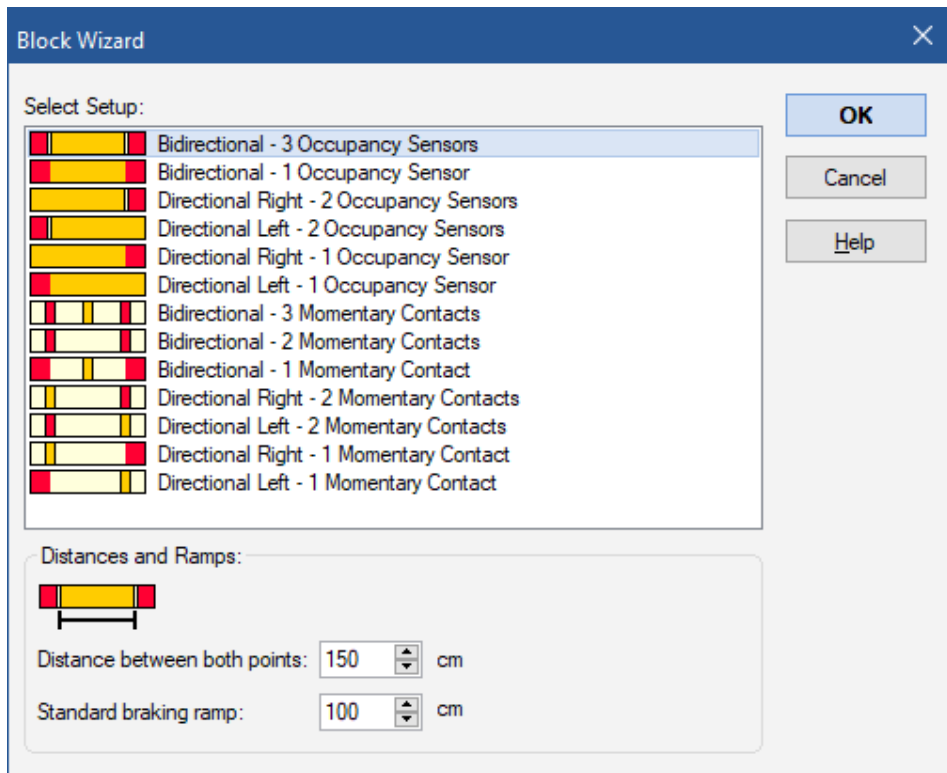 Block Wizard
Select Setup:
Bidirectional - 3 Occupancy Sensors
Bidirectional - 1 Occupancy Sensor
Directional Right - 2 Occupancy Sensors
Directional Left - 2 Occupancy Sensors
Directional Right - 1 Occupancy Sensor
Directional Left - 1 Occupancy Sensor
Bidirectional - 3 Momentary Contacts
Bidirectional - 2 Momentary Contacts
Bidirectional - 1 Momentary Contact
Directional Right - 2 Momentary Contacts
Directional Left - 2 Momentary Contacts
Directional Right - 1 Momentary Contact
Directional Left - 1 Momentary Contact
OK
Cancel
Help
Distances and Ramps:
Distance between both points: 150 cm
Standard braking ramp: 100 cm